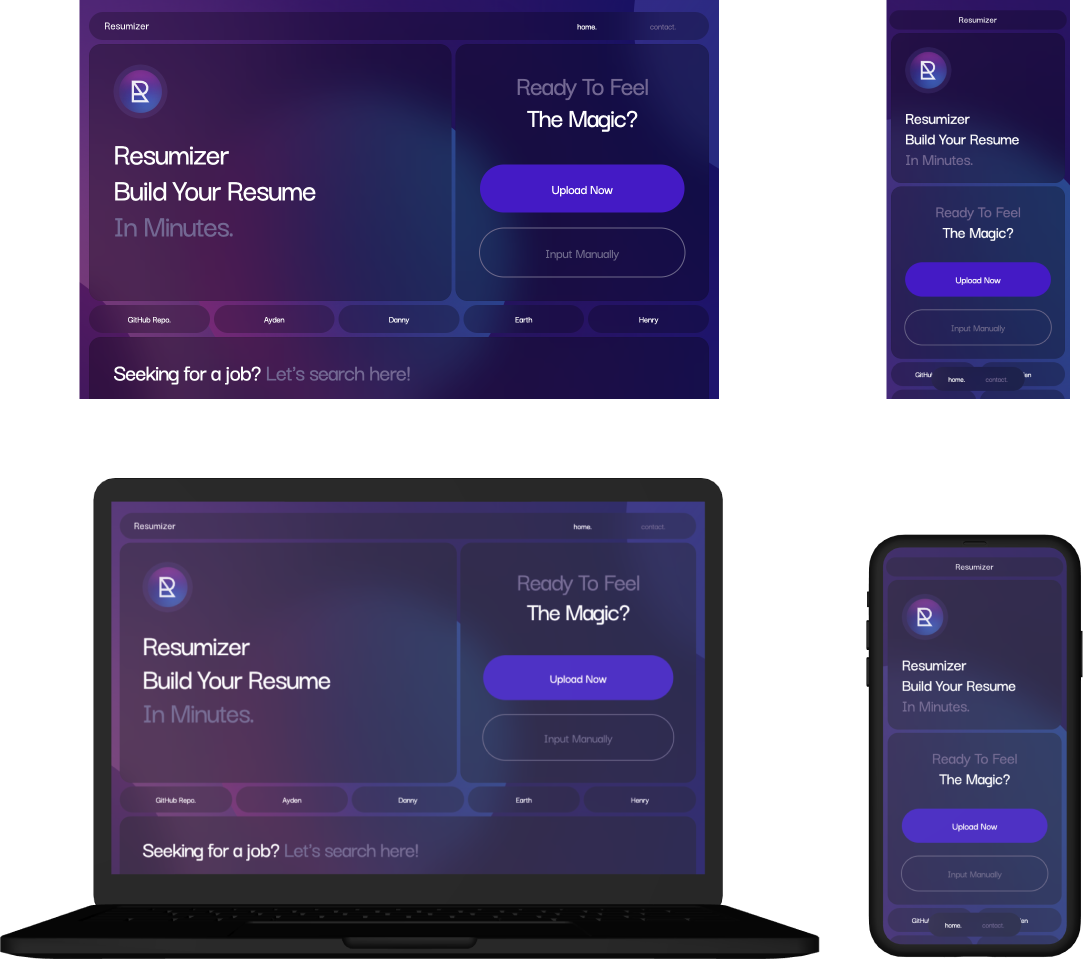 Resumizer
home.
contact.
Resumizer
Build Your Resume
In Minutes.
Ready To Feel
The Magic?
Upload Now
Input Manually
GitHub Repo.
Ayden
Danny
Earth
Henry
Seeking for a job? Let's search here!
Resumizer
Resumizer
Build Your Resume
In Minutes.
Ready To Feel
The Magic?
Upload Now
Input Manually
home.
contact.
Resumizer
home.
contact.
Resumizer
Build Your Resume
In Minutes.
Ready To Feel
The Magic?
Upload Now
Input Manually
GitHub Repo.
Ayden
Danny
Earth
Henry
Seeking for a job? Let's search here!
Resumizer
Resumizer
Build Your Resume
In Minutes.
Ready To Feel
The Magic?
Upload Now
Input Manually
home.
contact.